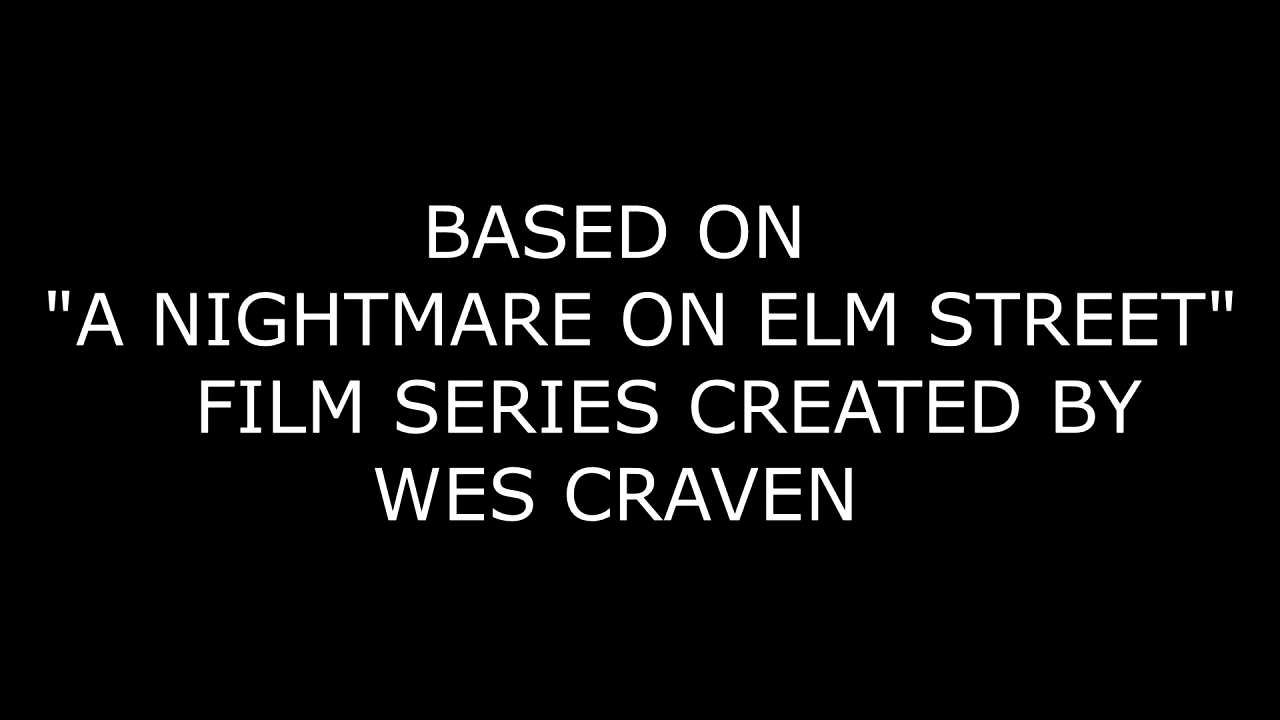 BASED ON
"A NIGHTMARE ON ELM STREET"
FILM SERIES CREATED BY
WES CRAVEN